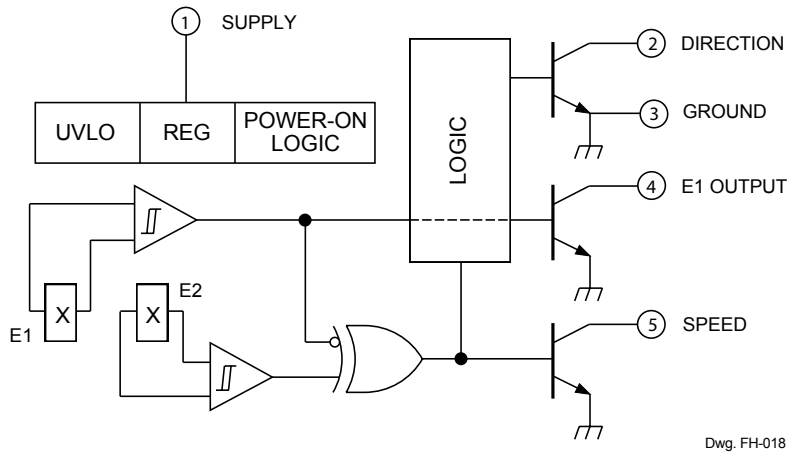 1 SUPPLY
2 DIRECTION
UVLO
REG
POWER-ON
LOGIC
LOGIC
3 GROUND
4 E1 OUTPUT
E1
X
X
E2
5 SPEED
Dwg. FH-018